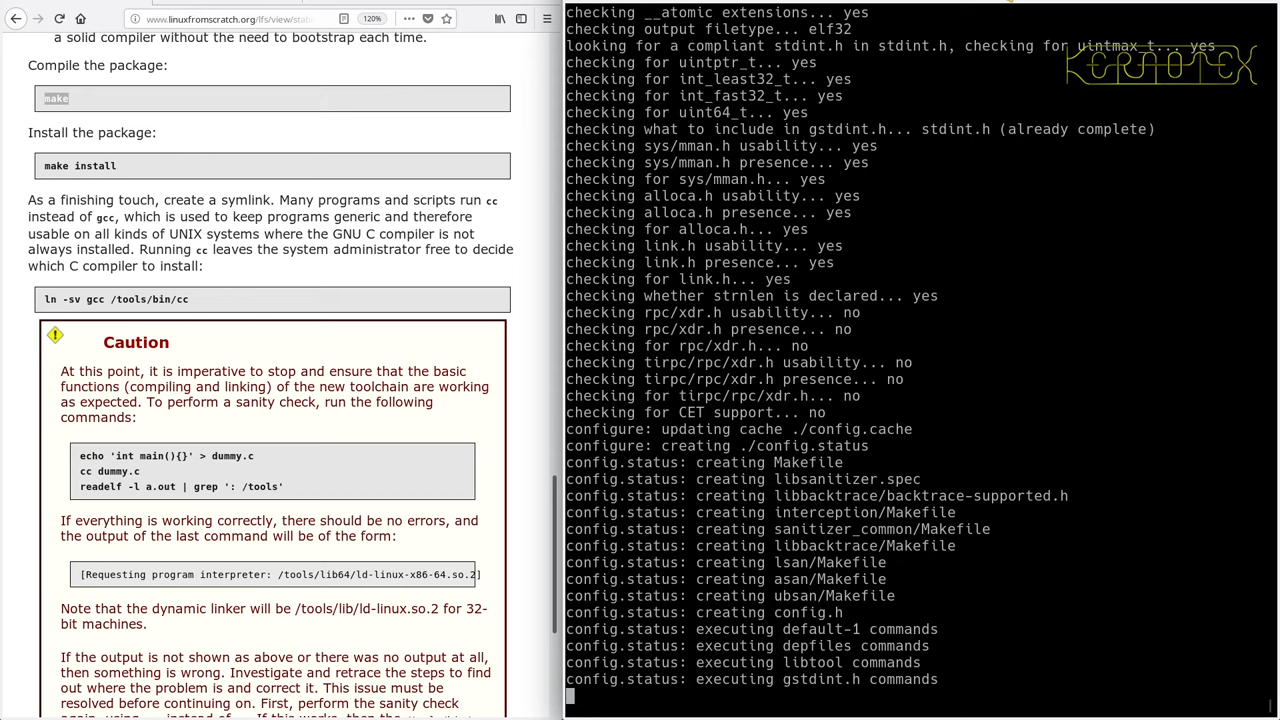 www.linuxfromscratch.org/lfs/view/stab
120%
a solid compiler without the need to bootstrap each time.
Compile the package:
make
Install the package:
make install
As a finishing touch, create a symlink. Many programs and scripts run cc
instead of gcc, which is used to keep programs generic and therefore
usable on all kinds of UNIX systems where the GNU C compiler is not
always installed. Running cc leaves the system administrator free to decide
which C compiler to install:
ln -sv gcc /tools/bin/cc
Caution
At this point, it is imperative to stop and ensure that the basic
functions (compiling and linking) of the new toolchain are working
as expected. To perform a sanity check, run the following
commands:
echo 'int main(){}' > dummy.c
cc dummy.c
readelf -l a.out | grep ': /tools'
If everything is working correctly, there should be no errors, and
the output of the last command will be of the form:
[Requesting program interpreter: /tools/lib64/ld-linux-x86-64.so.2]
Note that the dynamic linker will be /tools/lib/ld-linux.so.2 for 32-
bit machines.
If the output is not shown as above or there was no output at all,
then something is wrong. Investigate and retrace the steps to find
out where the problem is and correct it. This issue must be
resolved before continuing on. First, perform the sanity check
checking __atomic extensions... yes
checking output filetype... elf32
looking for a compliant stdint.h in stdint.h, checking for uintmax_t... yes
checking for uintptr_t... yes
checking for int_least32_t... yes
checking for int_fast32_t... yes
checking for uint64_t... yes
checking what to include in gstdint.h... stdint.h (already complete)
checking sys/mman.h usability... yes
checking sys/mman.h presence... yes
checking for sys/mman.h... yes
checking alloca.h usability... yes
checking alloca.h presence... yes
checking for alloca.h... yes
checking link.h usability... yes
checking link.h presence... yes
checking for link.h... yes
checking whether strnlen is declared... yes
checking rpc/xdr.h usability... no
checking rpc/xdr.h presence... no
checking for rpc/xdr.h... no
checking tirpc/rpc/xdr.h usability... no
checking tirpc/rpc/xdr.h presence... no
checking for tirpc/rpc/xdr.h... no
checking for CET support... no
configure: updating cache ./config.cache
configure: creating ./config.status
config.status: creating Makefile
config.status: creating libsanitizer.spec
config.status: creating libbacktrace/backtrace-supported.h
config.status: creating interception/Makefile
config.status: creating sanitizer_common/Makefile
config.status: creating libbacktrace/Makefile
config.status: creating lsan/Makefile
config.status: creating asan/Makefile
config.status: creating ubsan/Makefile
config.status: creating config.h
config.status: executing default-1 commands
config.status: executing depfiles commands
config.status: executing libtool commands
config.status: executing gstdint.h commands